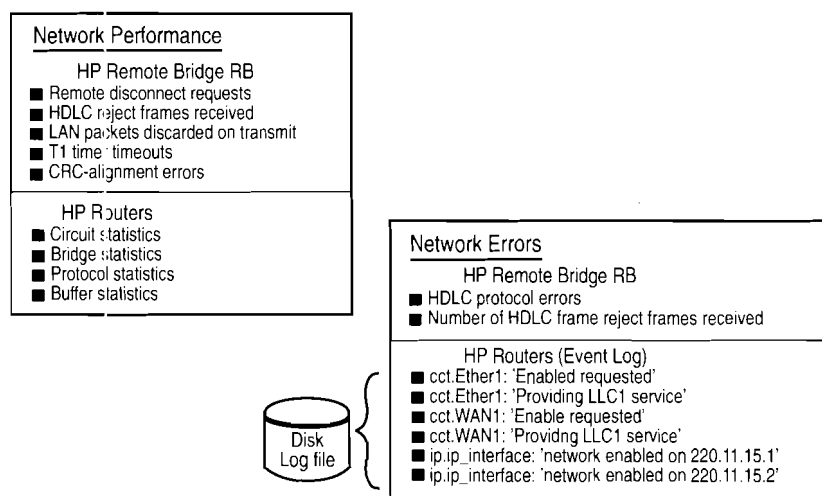 Network Performance
HP Remote Bridge RB
■ Remote disconnect requests
■ HDLC reject frames received
■ LAN packets discarded on transmit
■ T1 time timeouts
■ CRC-alignment errors
HP Routers
■ Circuit statistics
■ Bridge statistics
■ Protocol statistics
■ Buffer statistics
Network Errors
HP Remote Bridge RB
■ HDLC protocol errors
■ Number of HDLC frame reject frames received
HP Routers (Event Log)
■ cct.Ether1: 'Enabled requested'
■ cct.Ether1: 'Providing LLC1 service'
■ cct.WAN1: 'Enable requested'
■ cct.WAN1: 'Providing LLC1 service'
■ ip.ip_interface: 'network enabled on 220.11.15.1'
■ ip.ip_interface: 'network enabled on 220.11.15.2'
Disk
Log file